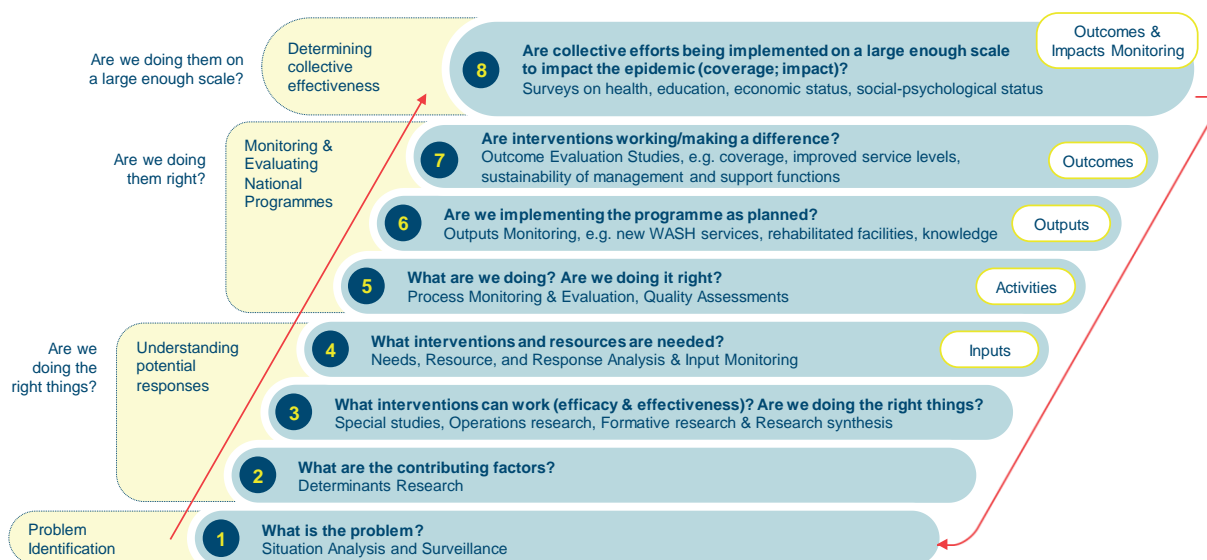 Are we doing them on
a large enough scale?
Determining
collective
effectiveness
8
Are collective efforts being implemented on a large enough scale
to impact the epidemic (coverage; impact)?
Surveys on health, education, economic status, social-psychological status
Outcomes &
Impacts Monitoring
Are we doing
them right?
Monitoring &
Evaluating
National
Programmes
7
Are interventions working/making a difference?
Outcome Evaluation Studies, e.g. coverage, improved service levels,
sustainability of management and support functions
Outcomes
6
Are we implementing the programme as planned?
Outputs Monitoring, e.g. new WASH services, rehabilitated facilities, knowledge
Outputs
5
What are we doing? Are we doing it right?
Process Monitoring & Evaluation, Quality Assessments
Activities
Are we
doing the
right things?
Understanding
potential
responses
4
What interventions and resources are needed?
Needs, Resource, and Response Analysis & Input Monitoring
Inputs
3
What interventions can work (efficacy & effectiveness)? Are we doing the right things?
Special studies, Operations research, Formative research & Research synthesis
2
What are the contributing factors?
Determinants Research
Problem
Identification
1
What is the problem?
Situation Analysis and Surveillance